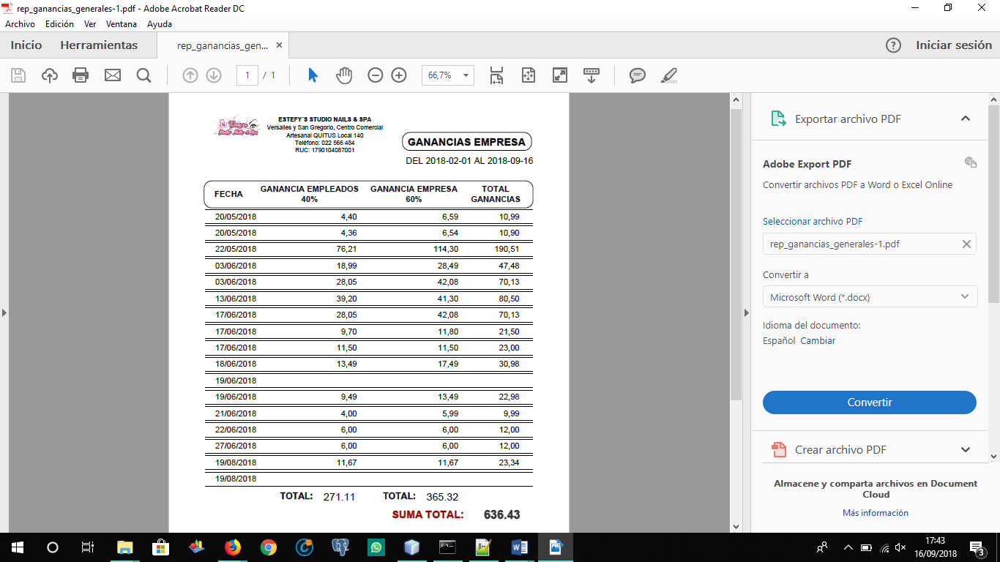 rep_ganancias_generales-1.pdf - Adobe Acrobat Reader DC
Archivo Edición Ver Ventana Ayuda
Inicio Herramientas rep_ganancias_gen... × Iniciar sesión
1 / 1 66,7%
ESTEFY´S STUDIO NAILS & SPA
Versalles y San Gregorio, Centro Comercial
Artesanal QUITUS Local 140
Teléfono: 022 566 484
RUC: 1790104087001
GANANCIAS EMPRESA
DEL 2018-02-01 AL 2018-09-16
FECHA GANANCIA EMPLEADOS 40% GANANCIA EMPRESA 60% TOTAL GANANCIAS
20/05/2018 4,40 6,59 10,99
20/05/2018 4,36 6,54 10,90
22/05/2018 76,21 114,30 190,51
03/06/2018 18,99 28,49 47,48
03/06/2018 28,05 42,08 70,13
13/06/2018 39,20 41,30 80,50
17/06/2018 28,05 42,08 70,13
17/06/2018 9,70 11,80 21,50
17/06/2018 11,50 11,50 23,00
18/06/2018 13,49 17,49 30,98
19/06/2018
19/06/2018 9,49 13,49 22,98
21/06/2018 4,00 5,99 9,99
22/06/2018 6,00 6,00 12,00
27/06/2018 6,00 6,00 12,00
19/08/2018 11,67 11,67 23,34
19/08/2018
TOTAL: 271.11 TOTAL: 365.32
SUMA TOTAL: 636.43
Exportar archivo PDF
Adobe Export PDF
Convertir archivos PDF a Word o Excel Online
Seleccionar archivo PDF
rep_ganancias_generales-1.pdf
Convertir a
Microsoft Word (*.docx)
Idioma del documento:
Español Cambiar
Convertir
Crear archivo PDF
Almacene y comparta archivos en Document
Cloud
Más información
17:43
16/09/2018
3